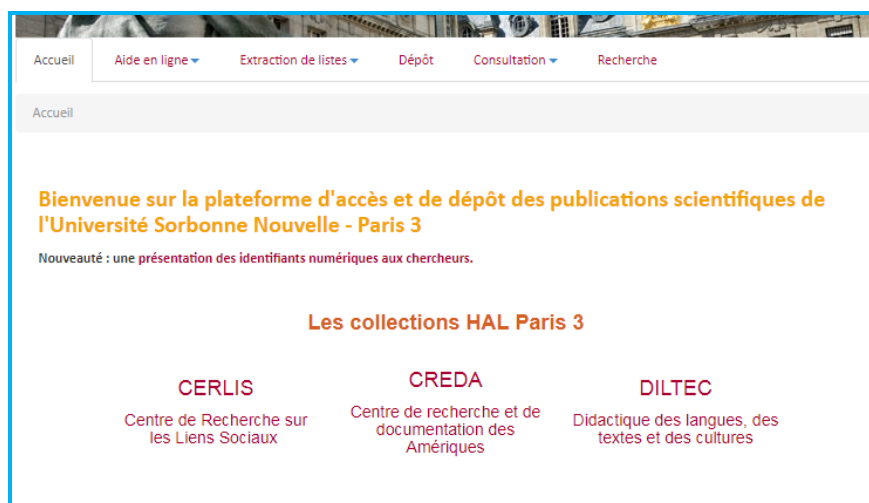 Accueil Aide en ligne Extraction de listes Dépôt Consultation Recherche
Accueil
Bienvenue sur la plateforme d'accès et de dépôt des publications scientifiques de
l'Université Sorbonne Nouvelle - Paris 3
Nouveauté : une présentation des identifiants numériques aux chercheurs.
Les collections HAL Paris 3
CERLIS
Centre de Recherche sur
les Liens Sociaux
CREDA
Centre de recherche et de
documentation des
Amériques
DILTEC
Didactique des langues, des
textes et des cultures